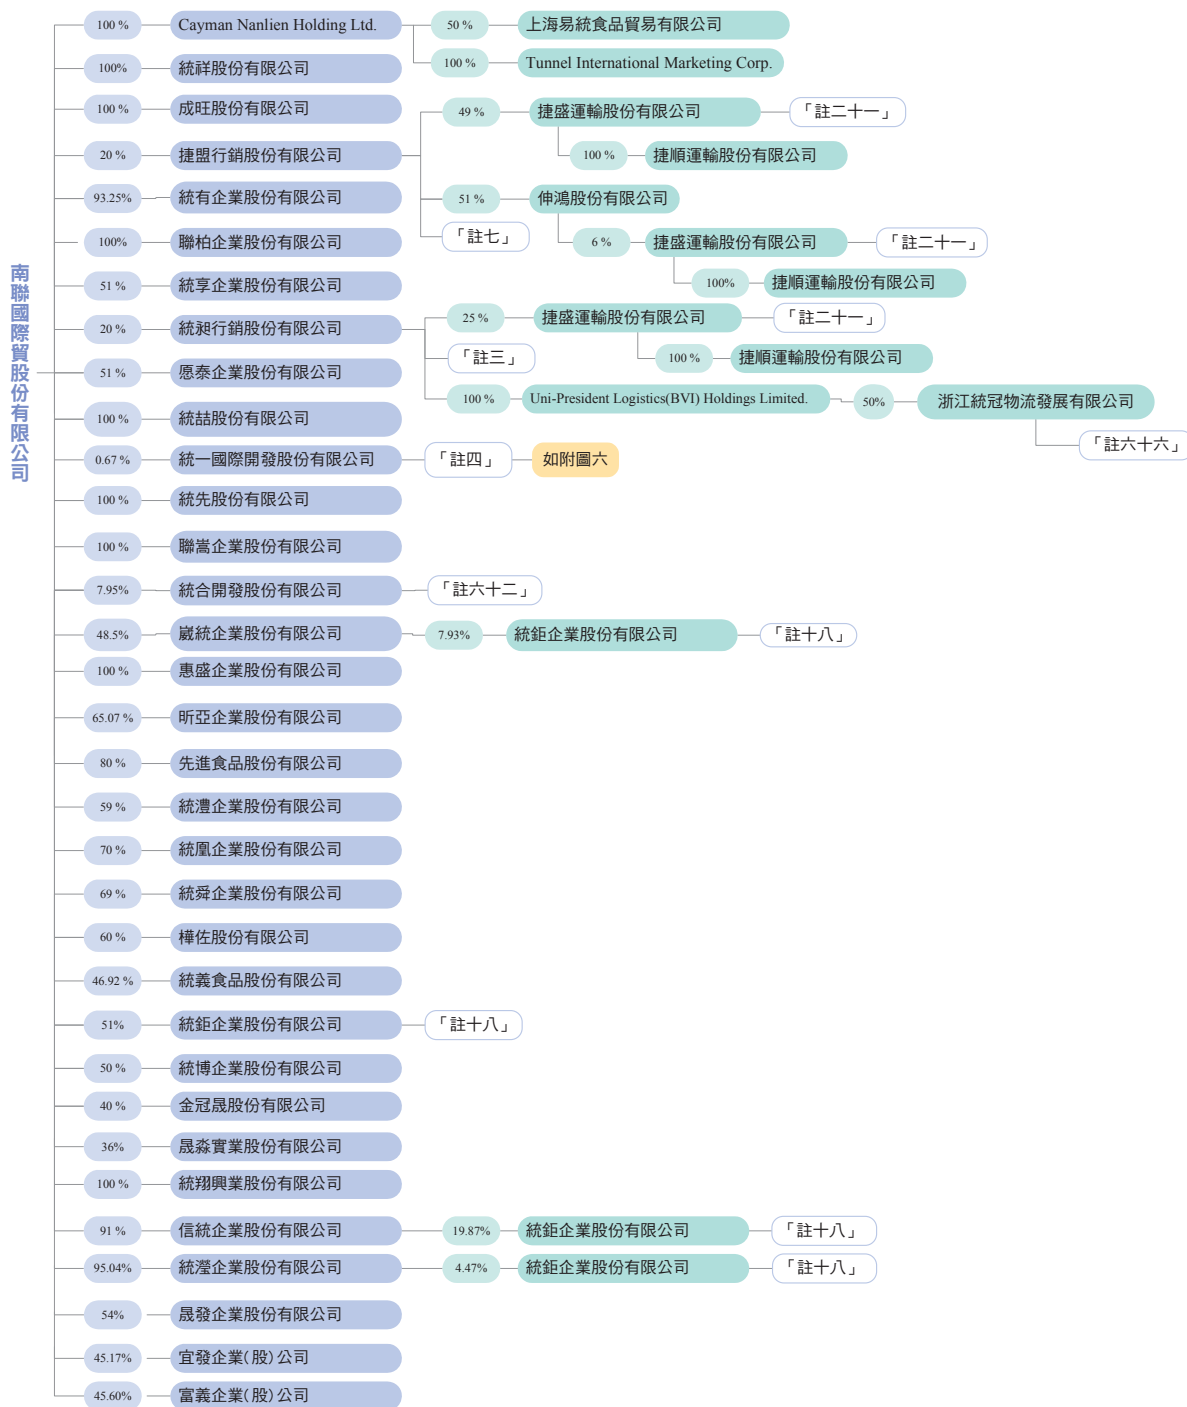 南聯國際貿股份有限公司
100 % Cayman Nanlien Holding Ltd. 50 % 上海易統食品貿易有限公司
100 % Tunnel International Marketing Corp.
100% 統祥股份有限公司
100 % 成旺股份有限公司
49 % 捷盛運輸股份有限公司 「註二十一」
20 % 捷盟行銷股份有限公司 100 % 捷順運輸股份有限公司
93.25% 統有企業股份有限公司 51 % 伸鴻股份有限公司
「註七」
100% 聯柏企業股份有限公司 6 % 捷盛運輸股份有限公司 「註二十一」
51 % 統享企業股份有限公司 100% 捷順運輸股份有限公司
25 % 捷盛運輸股份有限公司 「註二十一」
20 % 統昶行銷股份有限公司
「註三」 100 % 捷順運輸股份有限公司
51 % 愿泰企業股份有限公司
100 % Uni-President Logistics(BVI) Holdings Limited. 50% 浙江統冠物流發展有限公司
100 % 統喆股份有限公司
「註六十六」
0.67 % 統一國際開發股份有限公司 「註四」 如附圖六
100 % 統先股份有限公司
100 % 聯嵩企業股份有限公司
7.95% 統合開發股份有限公司 「註六十二」
48.5% 崴統企業股份有限公司 7.93% 統鉅企業股份有限公司 「註十八」
100 % 惠盛企業股份有限公司
65.07 % 昕亞企業股份有限公司
80 % 先進食品股份有限公司
59 % 統灃企業股份有限公司
70 % 統凰企業股份有限公司
69 % 統舜企業股份有限公司
60 % 樺佐股份有限公司
46.92 % 統義食品股份有限公司
51% 統鉅企業股份有限公司 「註十八」
50 % 統博企業股份有限公司
40 % 金冠晟股份有限公司
36% 晟淼實業股份有限公司
100 % 統翔興業股份有限公司
91 % 信統企業股份有限公司 19.87% 統鉅企業股份有限公司 「註十八」
95.04% 統瀅企業股份有限公司 4.47% 統鉅企業股份有限公司 「註十八」
54% 晟發企業股份有限公司
45.17% 宜發企業(股)公司
45.60% 富義企業(股)公司